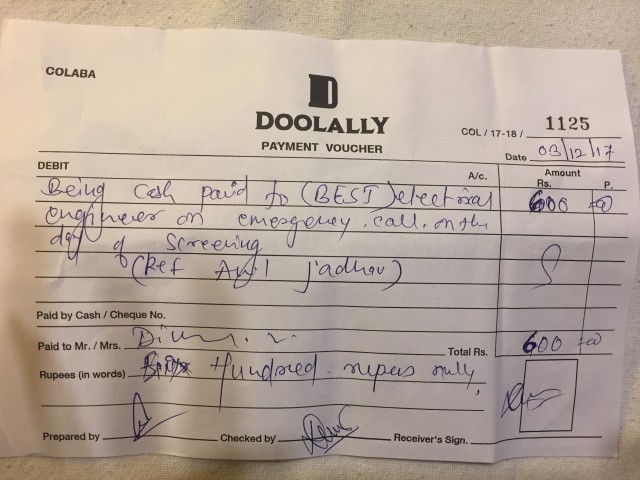 COLABA
D
DOOLALLY
PAYMENT VOUCHER
COL / 17-18 / 1125
Date 03/12/17
DEBIT A/c. Amount
Rs. P.
Being Cash paid to (BEST) electrical 600 00
engineer on emergency call. on the
day of Screening
(Ref Anil Jadhav)
Paid by Cash / Cheque No.
Paid to Mr. / Mrs. Total Rs. 600 00
Rupees (in words) Hundred rupees only,
Prepared by Checked by Receiver's Sign.